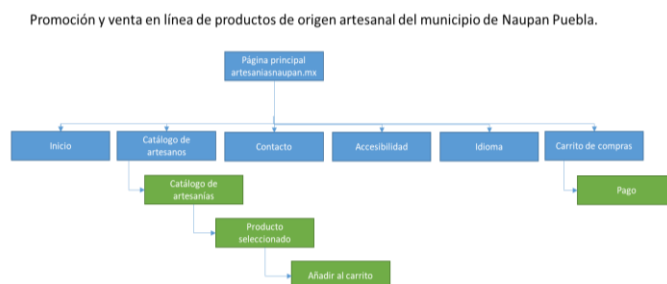 Promoción y venta en línea de productos de origen artesanal del municipio de Naupan Puebla.
Página principal
artesaniasnaupan.mx
Inicio
Catálogo de
artesanos
Contacto
Accesibilidad
Idioma
Carrito de compras
Catálogo de
artesanías
Pago
Producto
seleccionado
Añadir al carrito